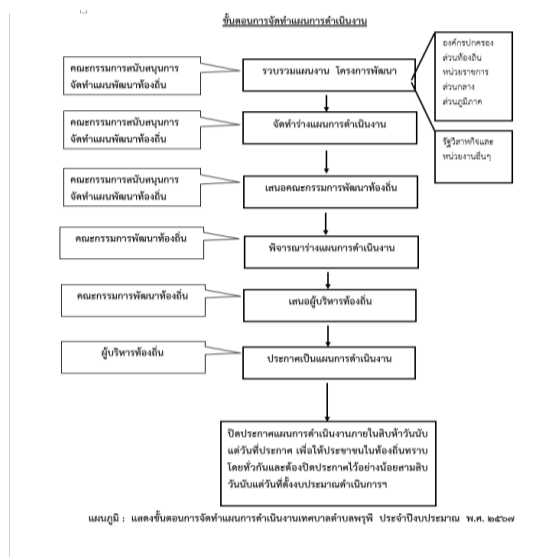 ขั้นตอนการจัดทำแผนการดำเนินงาน
คณะกรรมการสนับสนุนการ
จัดทำแผนพัฒนาท้องถิ่น
รวบรวมแผนงาน โครงการพัฒนา
องค์กรปกครอง
ส่วนท้องถิ่น
หน่วยราชการ
ส่วนกลาง
ส่วนภูมิภาค
รัฐวิสาหกิจและ
หน่วยงานอื่นๆ
คณะกรรมการสนับสนุนการ
จัดทำแผนพัฒนาท้องถิ่น
จัดทำร่างแผนการดำเนินงาน
คณะกรรมการสนับสนุนการ
จัดทำแผนพัฒนาท้องถิ่น
เสนอคณะกรรมการพัฒนาท้องถิ่น
คณะกรรมการพัฒนาท้องถิ่น
พิจารณาร่างแผนการดำเนินงาน
คณะกรรมการพัฒนาท้องถิ่น
เสนอผู้บริหารท้องถิ่น
ผู้บริหารท้องถิ่น
ประกาศเป็นแผนการดำเนินงาน
ปิดประกาศแผนการดำเนินงานภายในสิบห้าวันนับ
แต่วันที่ประกาศ เพื่อให้ประชาชนในท้องถิ่นทราบ
โดยทั่วกันและต้องปิดประกาศไว้อย่างน้อยสามสิบ
วันนับแต่วันที่ตั้งงบประมาณดำเนินการฯ
แผนภูมิ : แสดงขั้นตอนการจัดทำแผนการดำเนินงานเทศบาลตำบลพรุพี ประจำปีงบประมาณ พ.ศ. ๒๕๖๗